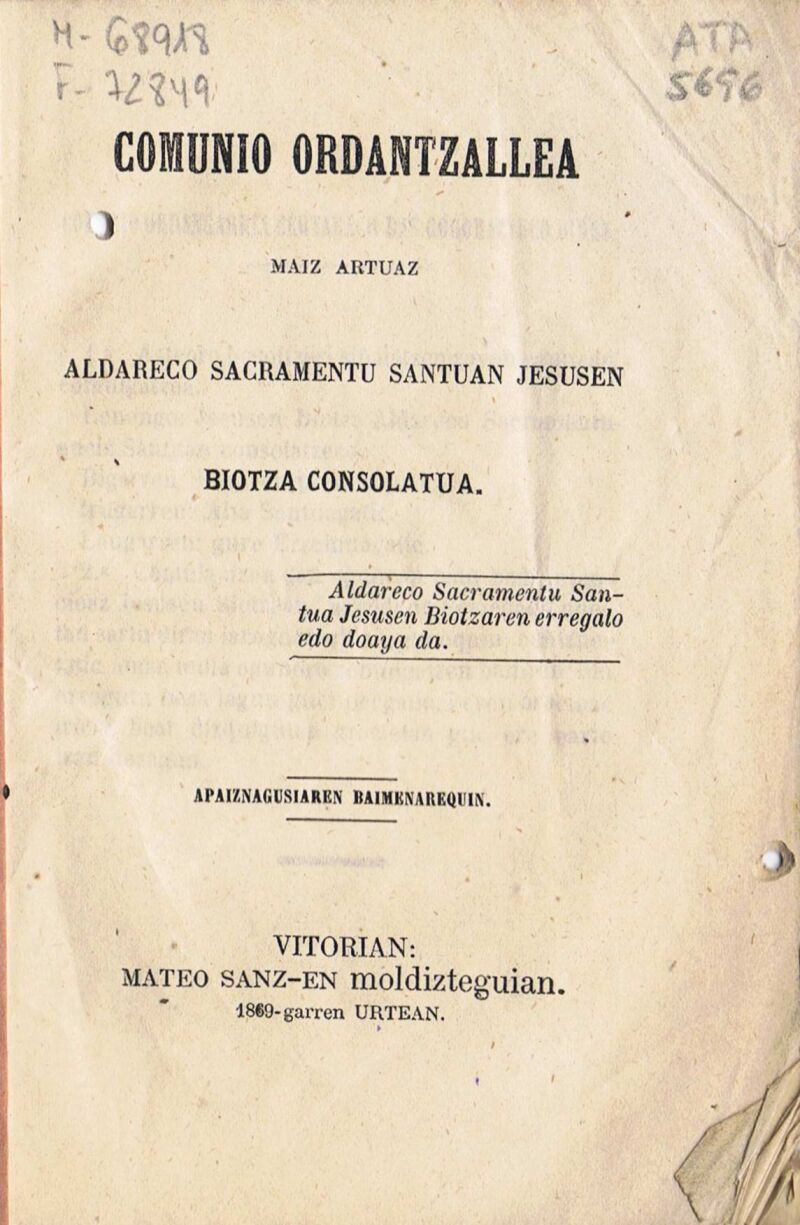 M- 68918
F- 72849
ATA
5696
COMUNIO ORDANTZALLEA
MAIZ ARTUAZ
ALDARECO SACRAMENTU SANTUAN JESUSEN
BIOTZA CONSOLATUA.
Aldareco Sacramentu San-
tua Jesusen Biotzaren erregalo
edo doaya da.
APAIZNAGUSIAREN BAIMENAREQUIN.
VITORIAN:
MATEO SANZ-EN moldizteguian.
1869-garren URTEAN.